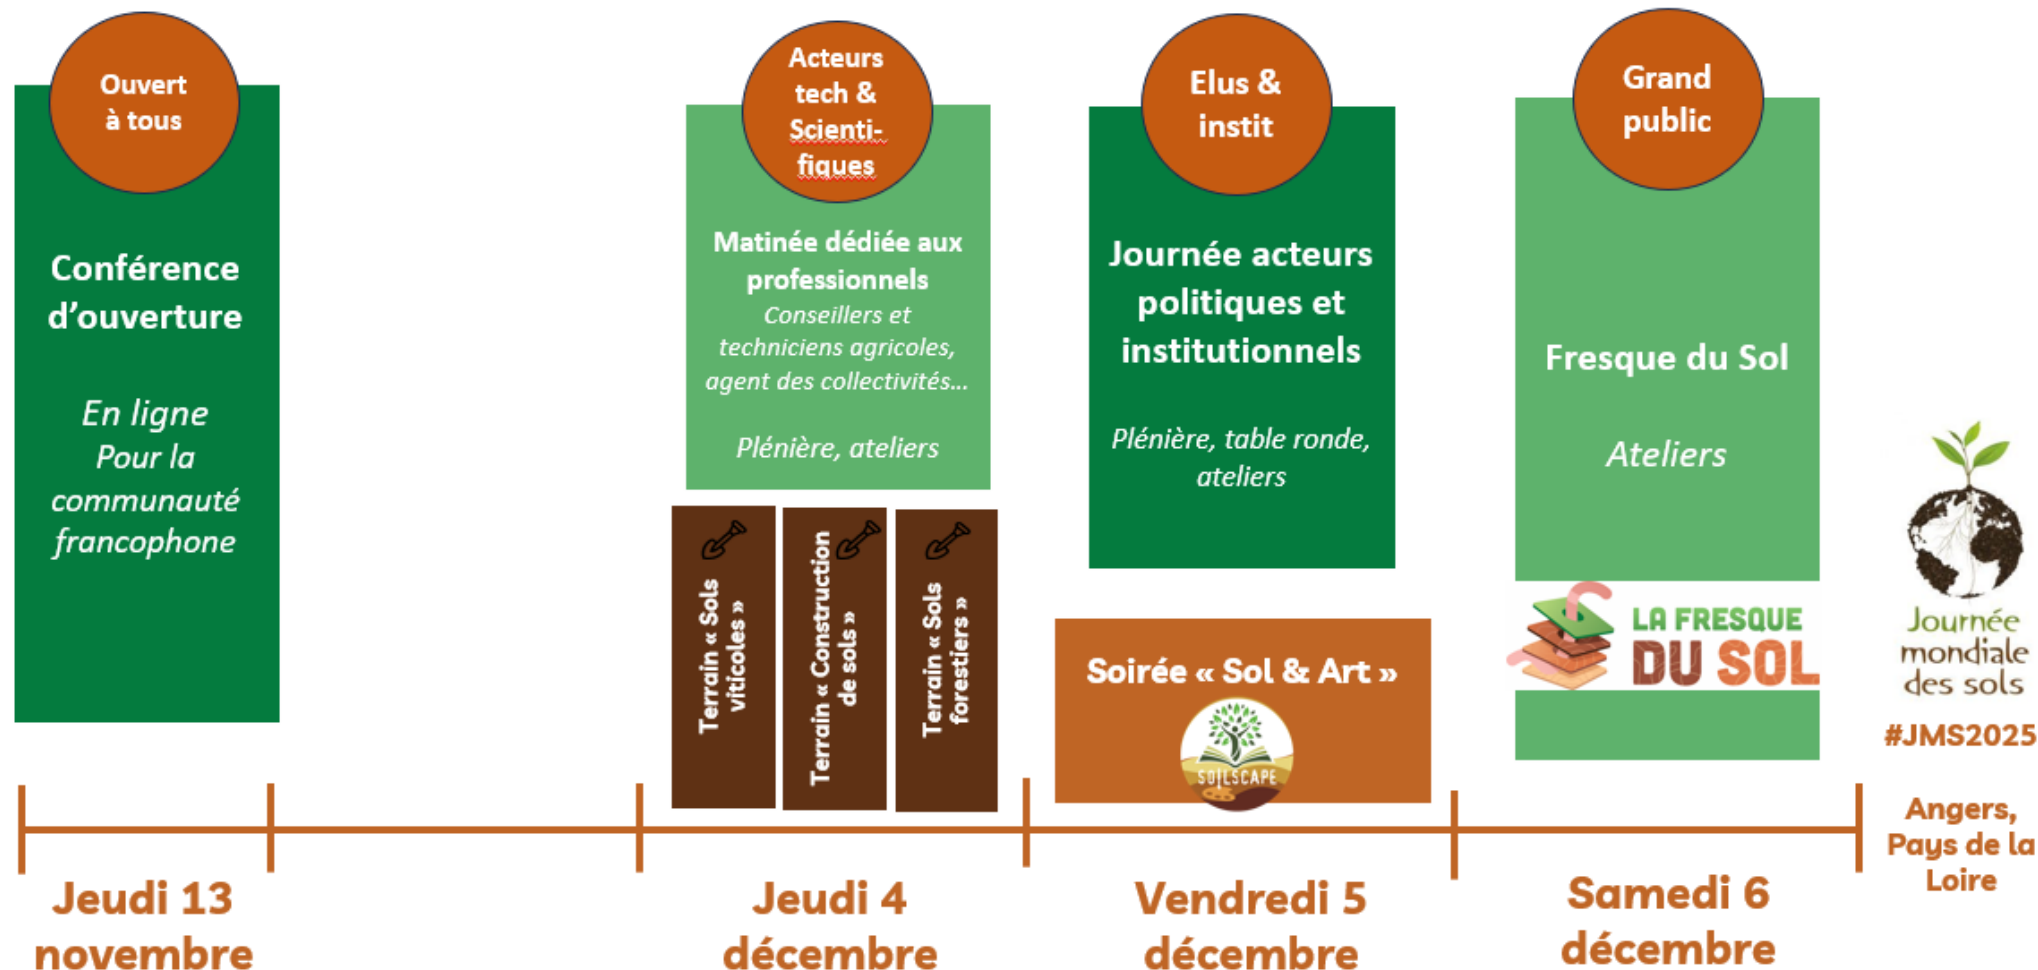 Ouvert
à tous
Conférence
d’ouverture
En ligne
Pour la
communauté
francophone
Acteurs
tech &
Scienti-
fiques
Matinée dédiée aux
professionnels
Conseillers et
techniciens agricoles,
agent des collectivités...
Plénière, ateliers
Terrain « Sols
viticoles »
Terrain « Construction
de sols »
Terrain « Sols
forestiers »
Elus &
instit
Journée acteurs
politiques et
institutionnels
Plénière, table ronde,
ateliers
Soirée « Sol & Art »
SOILSCAPE
Grand
public
Fresque du Sol
Ateliers
LA FRESQUE
DU SOL
Journée
mondiale
des sols
#JMS2025
Angers,
Pays de la
Loire
Jeudi 13
novembre
Jeudi 4
décembre
Vendredi 5
décembre
Samedi 6
décembre